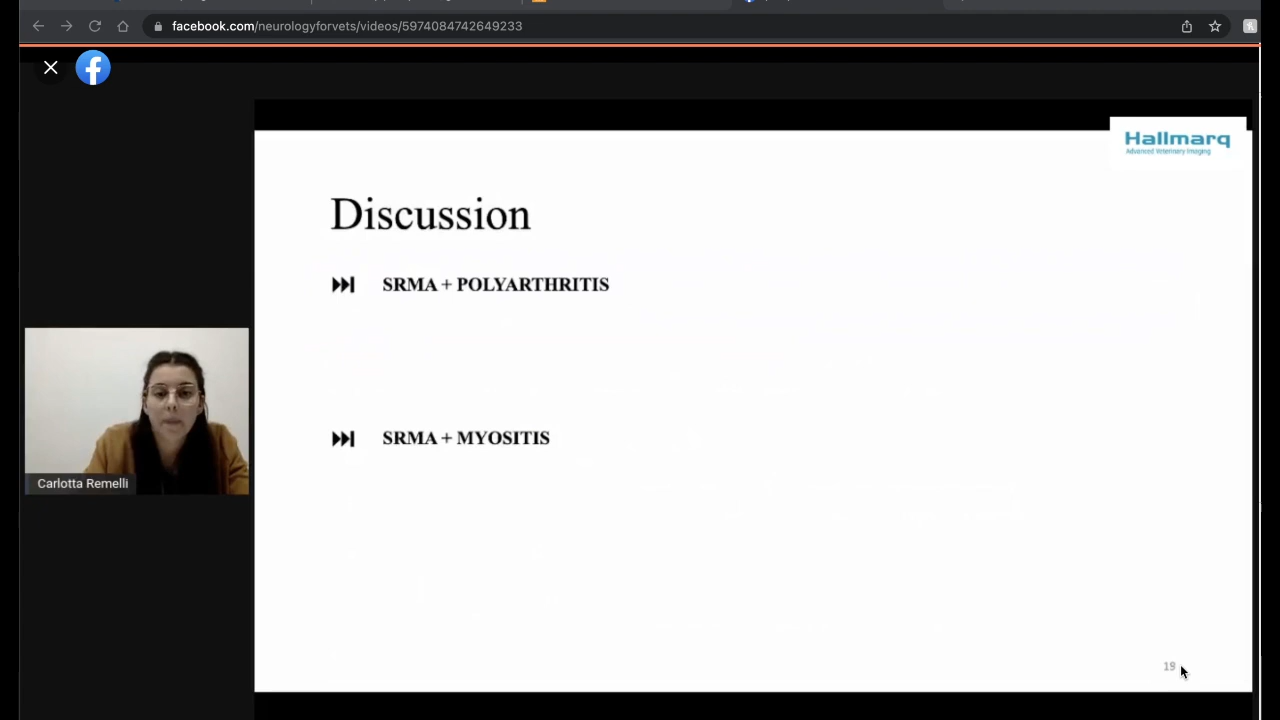 facebook.com/neurologyforvets/videos/5974084742649233
Hallmarq
Advanced Veterinary Imaging
Discussion
SRMA + POLYARTHRITIS
SRMA + MYOSITIS
Carlotta Remelli
19